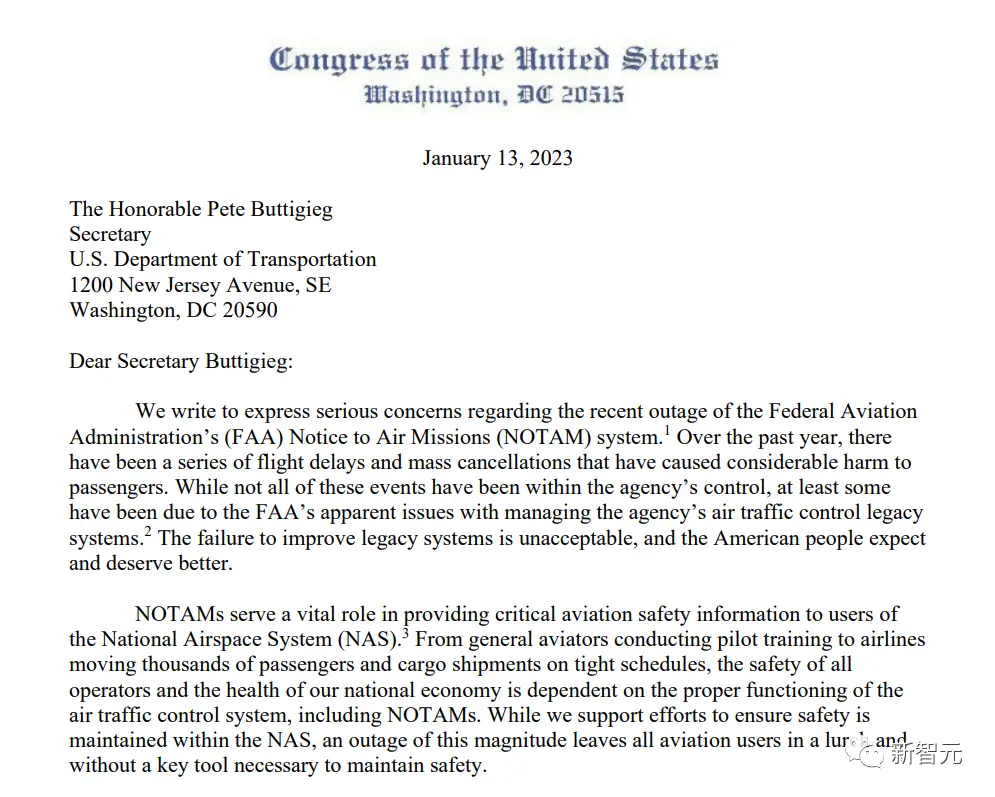 Congress of the United States
Washington, DC 20515
January 13, 2023
The Honorable Pete Buttigieg
Secretary
U.S. Department of Transportation
1200 New Jersey Avenue, SE
Washington, DC 20590
Dear Secretary Buttigieg:
We write to express serious concerns regarding the recent outage of the Federal Aviation
Administration’s (FAA) Notice to Air Missions (NOTAM) system.1 Over the past year, there
have been a series of flight delays and mass cancellations that have caused considerable harm to
passengers. While not all of these events have been within the agency’s control, at least some
have been due to the FAA’s apparent issues with managing the agency’s air traffic control legacy
systems.2 The failure to improve legacy systems is unacceptable, and the American people expect
and deserve better.
NOTAMs serve a vital role in providing critical aviation safety information to users of
the National Airspace System (NAS).3 From general aviators conducting pilot training to airlines
moving thousands of passengers and cargo shipments on tight schedules, the safety of all
operators and the health of our national economy is dependent on the proper functioning of the
air traffic control system, including NOTAMs. While we support efforts to ensure safety is
maintained within the NAS, an outage of this magnitude leaves all aviation users in a lurch and
without a key tool necessary to maintain safety.
新智元